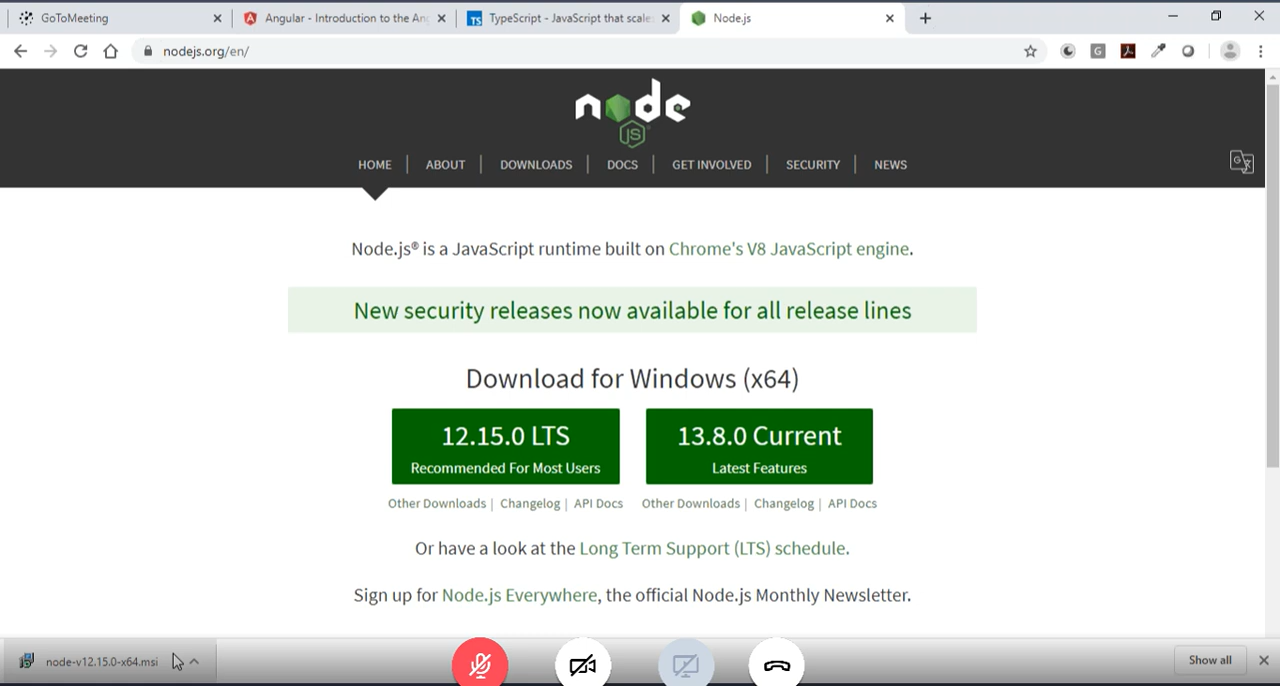 GoToMeeting
Angular - Introduction to the Ang
TypeScript - JavaScript that scales
Node.js
nodejs.org/en/
node
JS
HOME | ABOUT | DOWNLOADS | DOCS | GET INVOLVED | SECURITY | NEWS
Node.js® is a JavaScript runtime built on Chrome's V8 JavaScript engine.
New security releases now available for all release lines
Download for Windows (x64)
12.15.0 LTS
Recommended For Most Users
13.8.0 Current
Latest Features
Other Downloads | Changelog | API Docs
Other Downloads | Changelog | API Docs
Or have a look at the Long Term Support (LTS) schedule.
Sign up for Node.js Everywhere, the official Node.js Monthly Newsletter.
node-v12.15.0-x64.msi
Show all